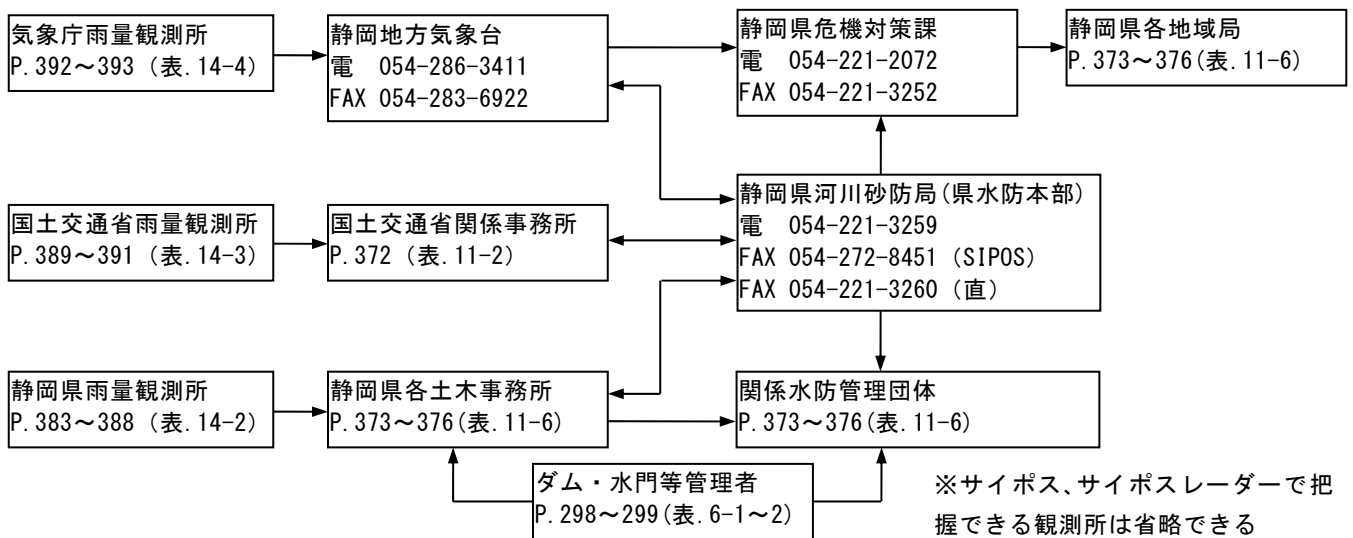 気象庁雨量観測所
P.392～393 (表.14-4)
静岡地方気象台
電 054-286-3411
FAX 054-283-6922
静岡県危機対策課
電 054-221-2072
FAX 054-221-3252
静岡県各地域局
P.373～376(表.11-6)
国土交通省雨量観測所
P.389～391 (表.14-3)
国土交通省関係事務所
P.372 (表.11-2)
静岡県河川砂防局(県水防本部)
電 054-221-3259
FAX 054-272-8451 (SIPOS)
FAX 054-221-3260 (直)
静岡県雨量観測所
P.383～388 (表.14-2)
静岡県各土木事務所
P.373～376(表.11-6)
関係水防管理団体
P.373～376(表.11-6)
ダム・水門等管理者
P.298～299(表.6-1～2)
※サイポス、サイポスレーダーで把
握できる観測所は省略できる